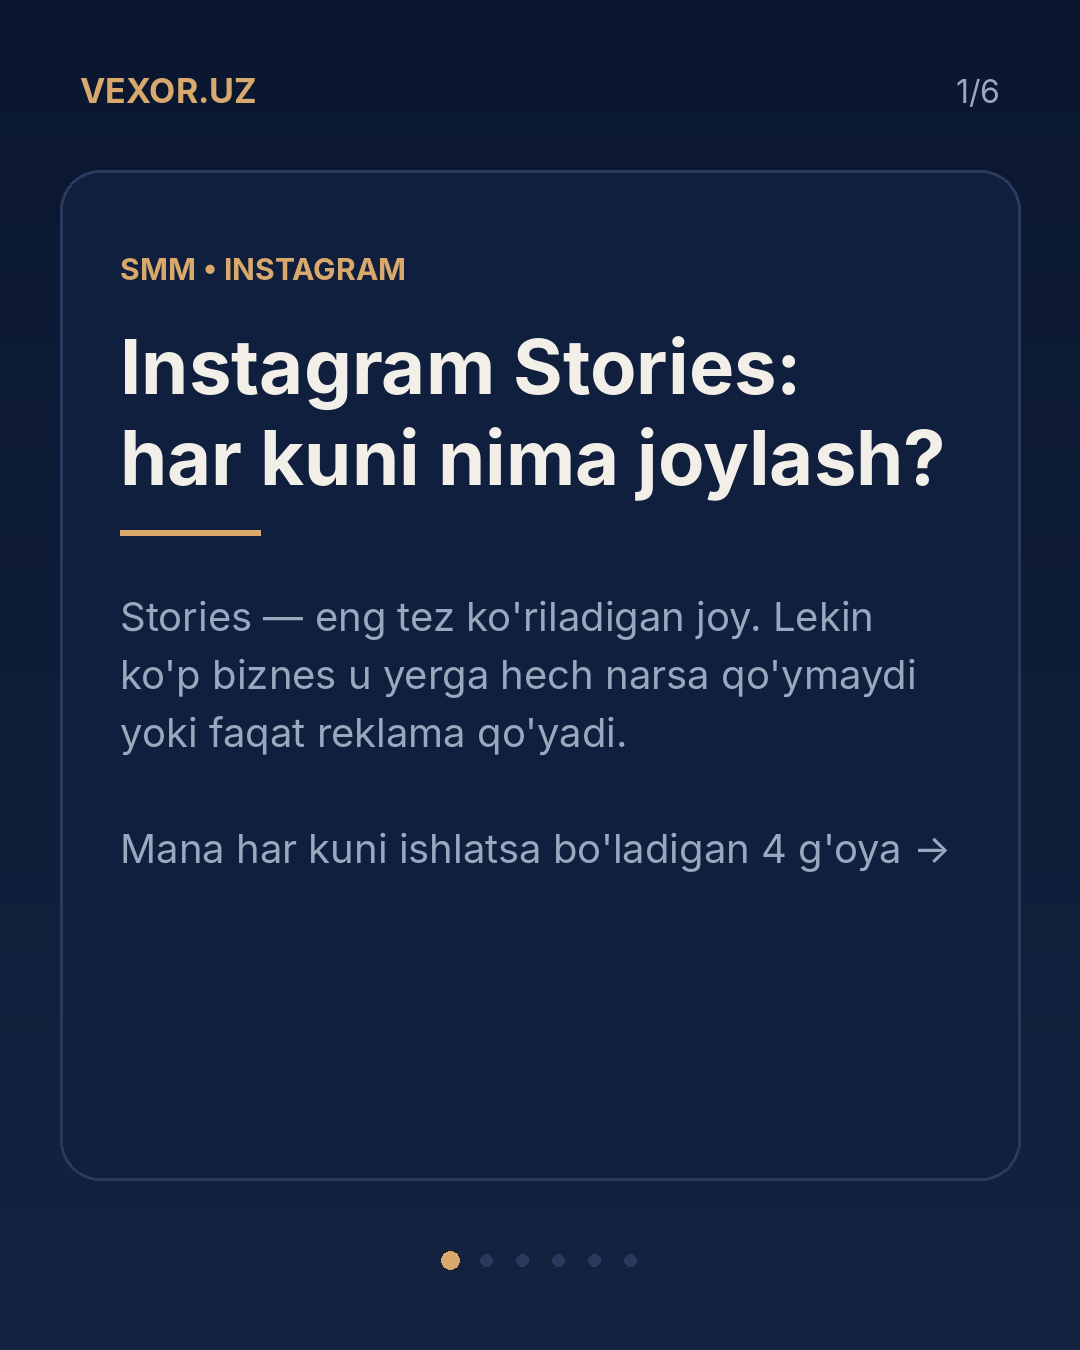 VEXOR.UZ
1/6
SMM • INSTAGRAM
Instagram Stories:
har kuni nima joylash?
Stories — eng tez ko'riladigan joy. Lekin
ko'p biznes u yerga hech narsa qo'ymaydi
yoki faqat reklama qo'yadi.
Mana har kuni ishlatsa bo'ladigan 4 g'oya →